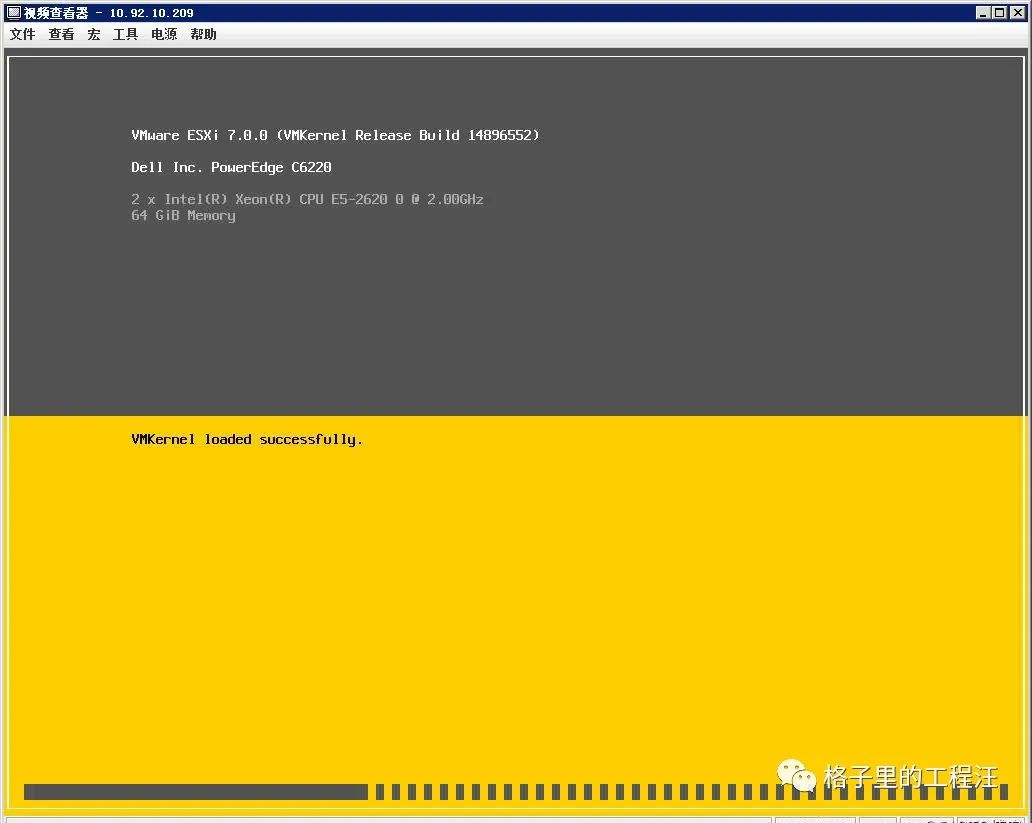 视频查看器 - 10.92.10.209
文件 查看 宏 工具 电源 帮助
VMware ESXi 7.0.0 (VMKernel Release Build 14896552)
Dell Inc. PowerEdge C6220
2 x Intel(R) Xeon(R) CPU E5-2620 0 @ 2.00GHz
64 GiB Memory
VMKernel loaded successfully.
格子里的工程汪